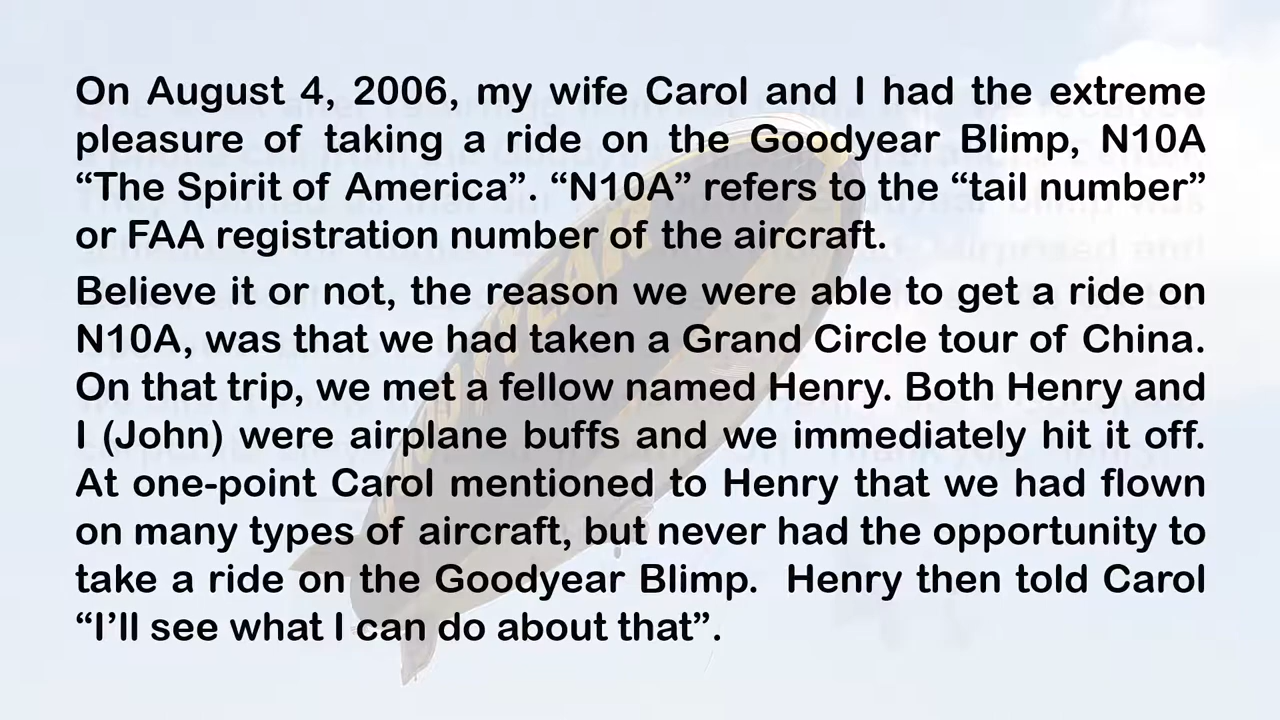 On August 4, 2006, my wife Carol and I had the extreme
pleasure of taking a ride on the Goodyear Blimp, N10A
“The Spirit of America”. “N10A” refers to the “tail number”
or FAA registration number of the aircraft.
Believe it or not, the reason we were able to get a ride on
N10A, was that we had taken a Grand Circle tour of China.
On that trip, we met a fellow named Henry. Both Henry and
I (John) were airplane buffs and we immediately hit it off.
At one-point Carol mentioned to Henry that we had flown
on many types of aircraft, but never had the opportunity to
take a ride on the Goodyear Blimp.  Henry then told Carol
“I’ll see what I can do about that”.